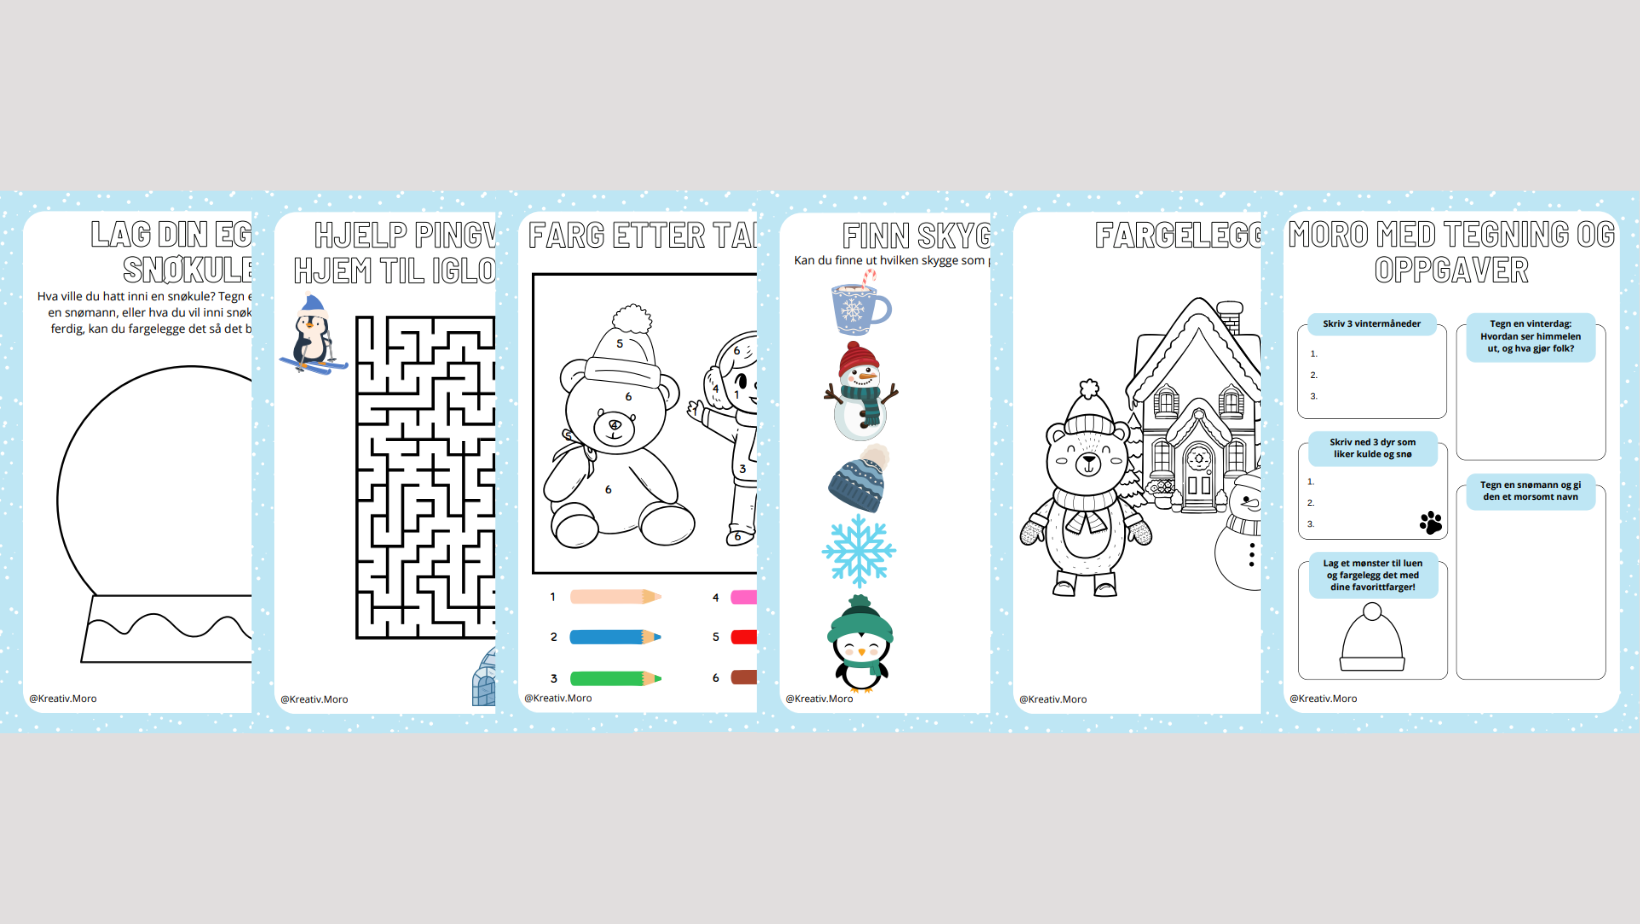 LAG DIN EG
SNØKULE
Hva ville du hatt inni en snøkule? Tegn
en snømann, eller hva du vil inni snøk
ferdig, kan du fargelegge det så det b
@Kreativ.Moro
HJELP PINGV
HJEM TIL IGLO
@Kreativ.Moro
FARG ETTER TAL
5
6
4
5
6
6
4
1
1
3
6
1
2
3
4
5
6
@Kreativ.Moro
FINN SKYG
Kan du finne ut hvilken skygge som
@Kreativ.Moro
FARGELEGG
@Kreativ.Moro
MORO MED TEGNING OG
OPPGAVER
Skriv 3 vintermåneder
1.
2.
3.
Skriv ned 3 dyr som
liker kulde og snø
1.
2.
3.
Lag et mønster til luen
og fargelegg det med
dine favorittfarger!
Tegn en vinterdag:
Hvordan ser himmelen
ut, og hva gjør folk?
Tegn en snømann og gi
den et morsomt navn
@Kreativ.Moro